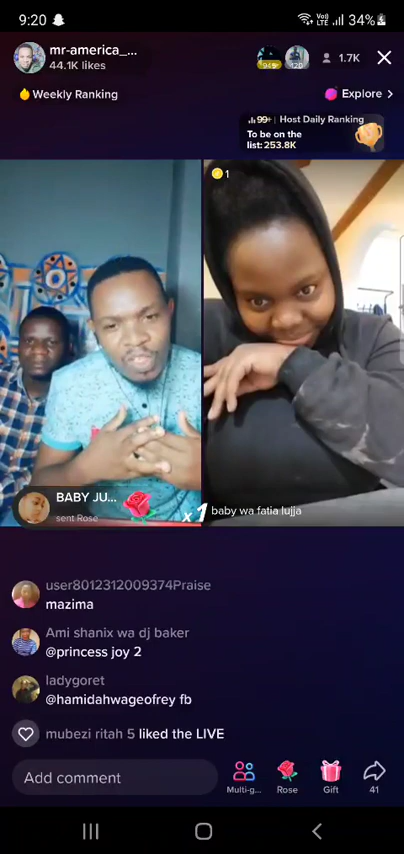 9:20
Vo))
LTE
34%
mr-america_...
44.1K likes
1.7K
Weekly Ranking
Explore >
99+ | Host Daily Ranking
To be on the
list: 253.8K
1
BABY JU...
sent Rose
x 1
baby wa fatia lujja
user8012312009374Praise
mazima
Ami shanix wa dj baker
@princess joy 2
ladygoret
@hamidahwageofrey fb
mubezi ritah 5 liked the LIVE
Add comment
Multi-g...
Rose
Gift
41